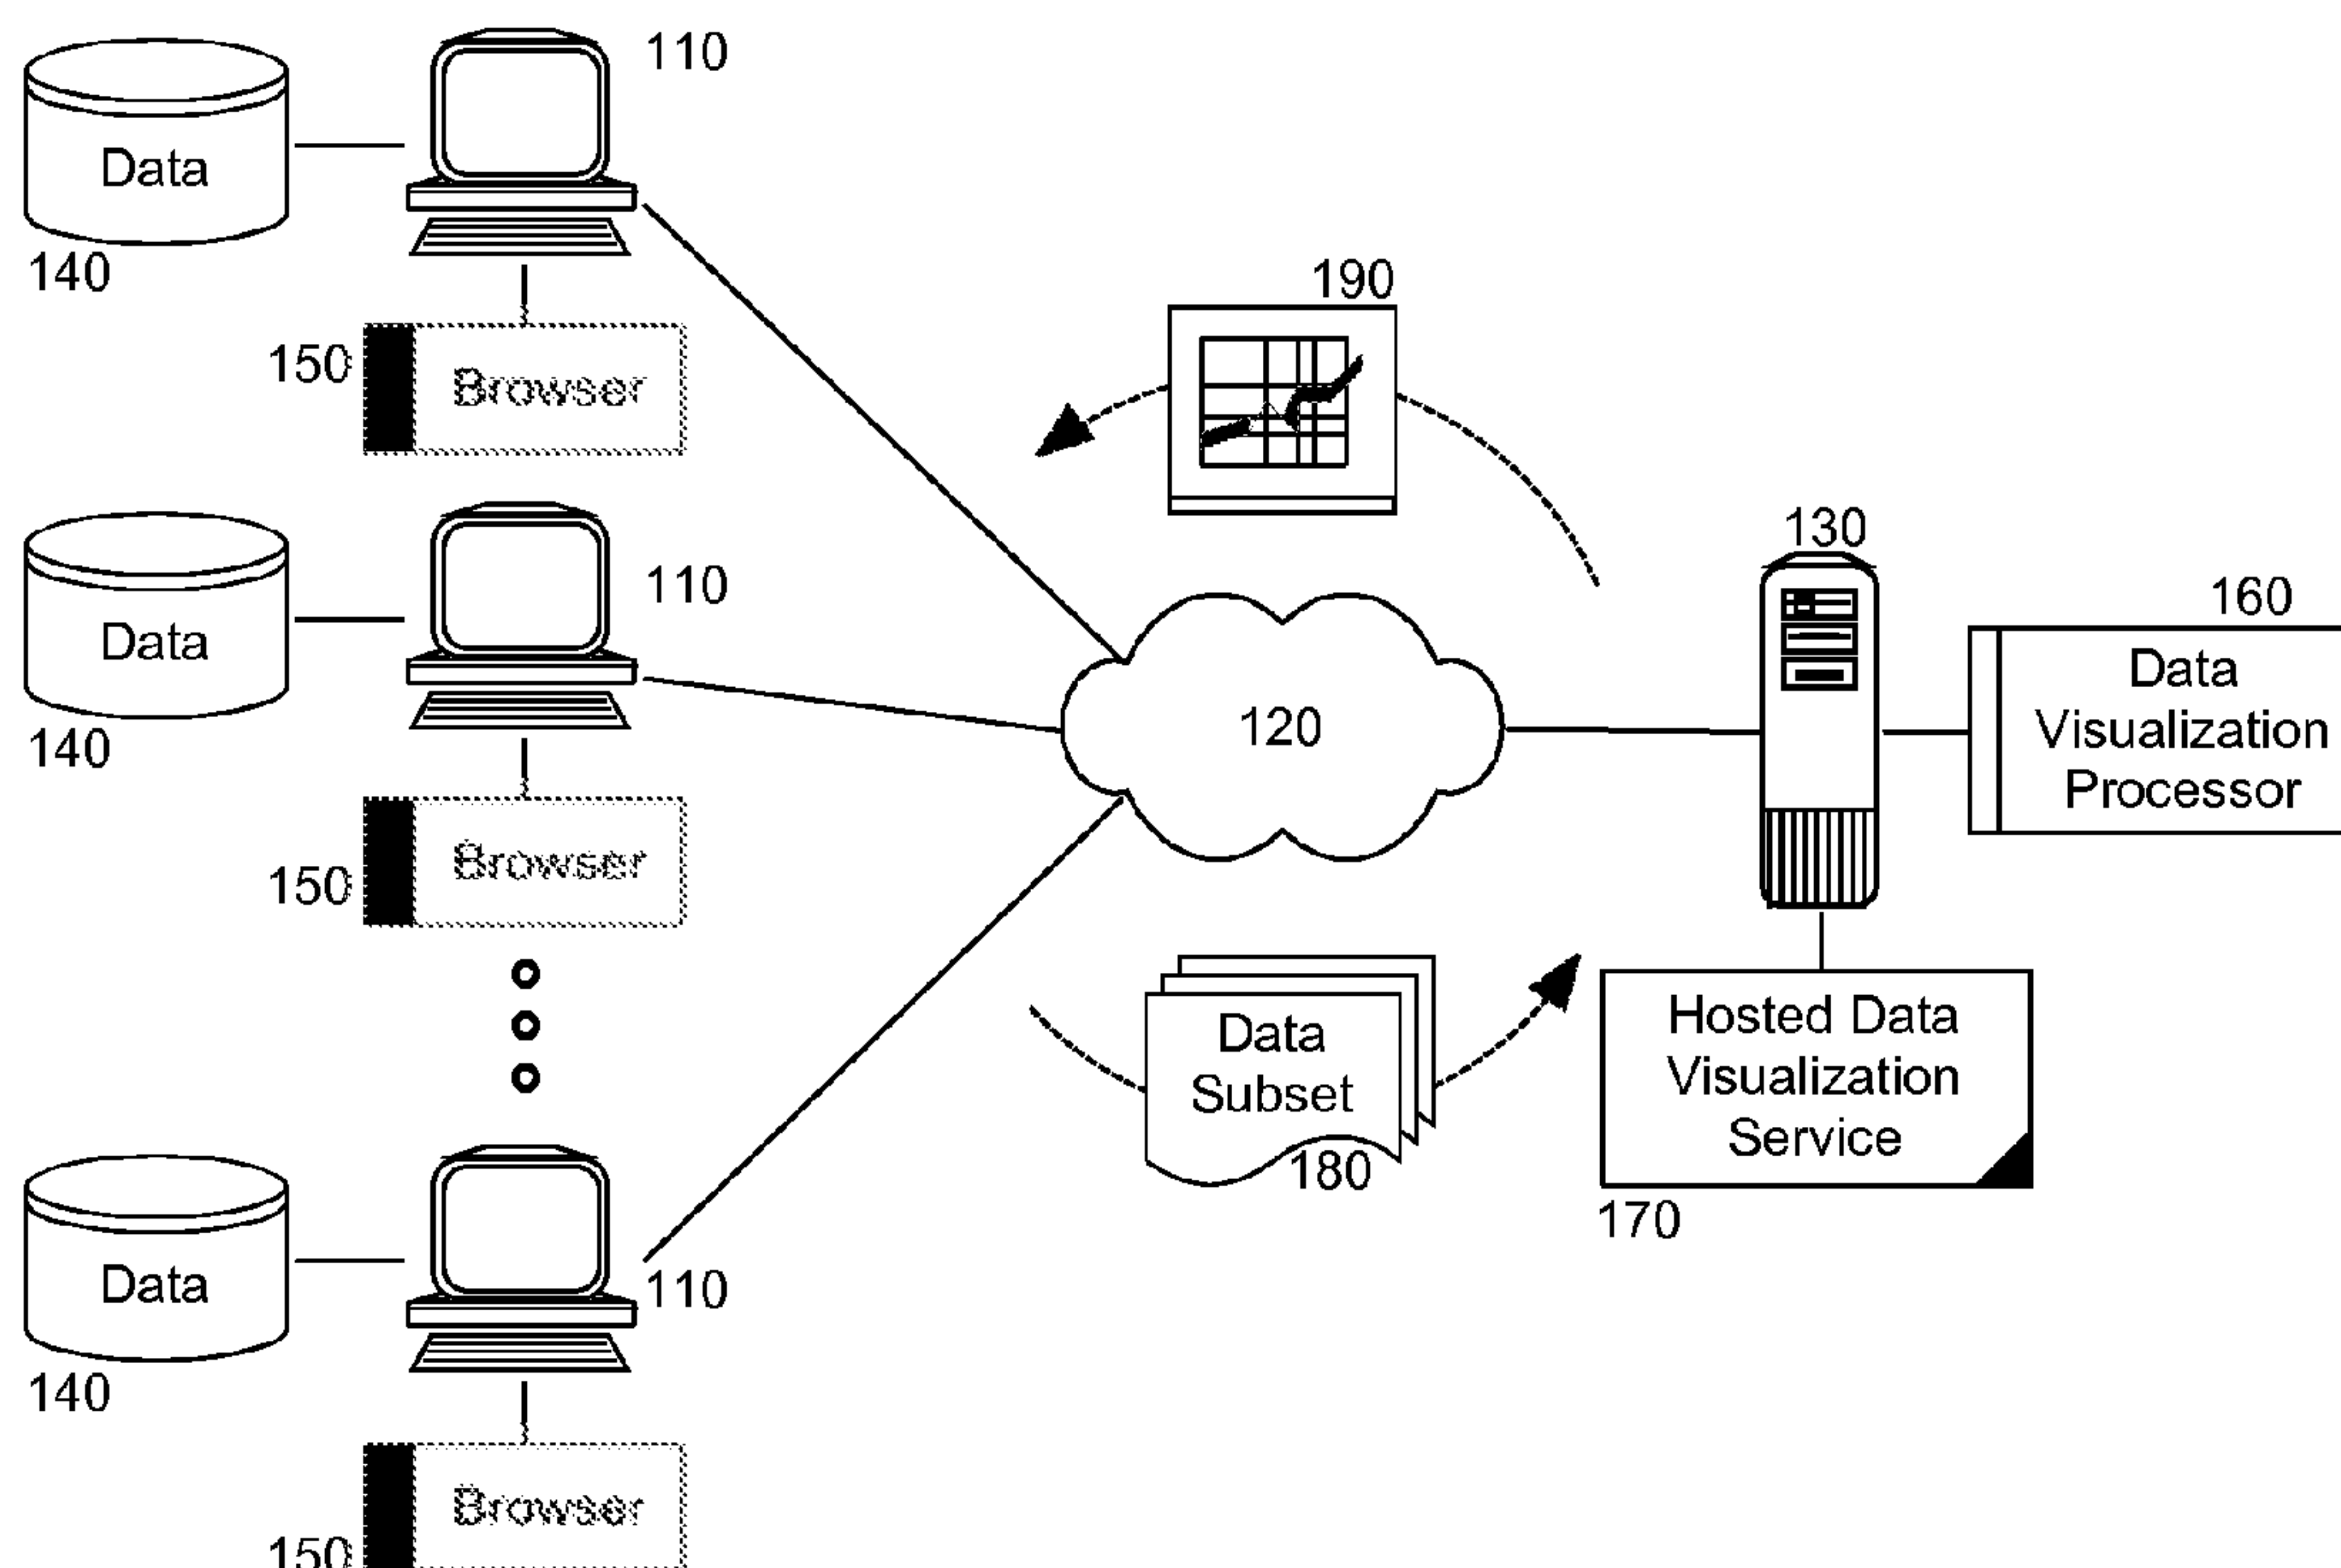 110
Data
140
150
Browser
190
110
Data
140
130
160
Data
Visualization
Processor
120
150
Browser
Data
Subset
180
Hosted Data
Visualization
Service
170
Data
110
140
Browser
150